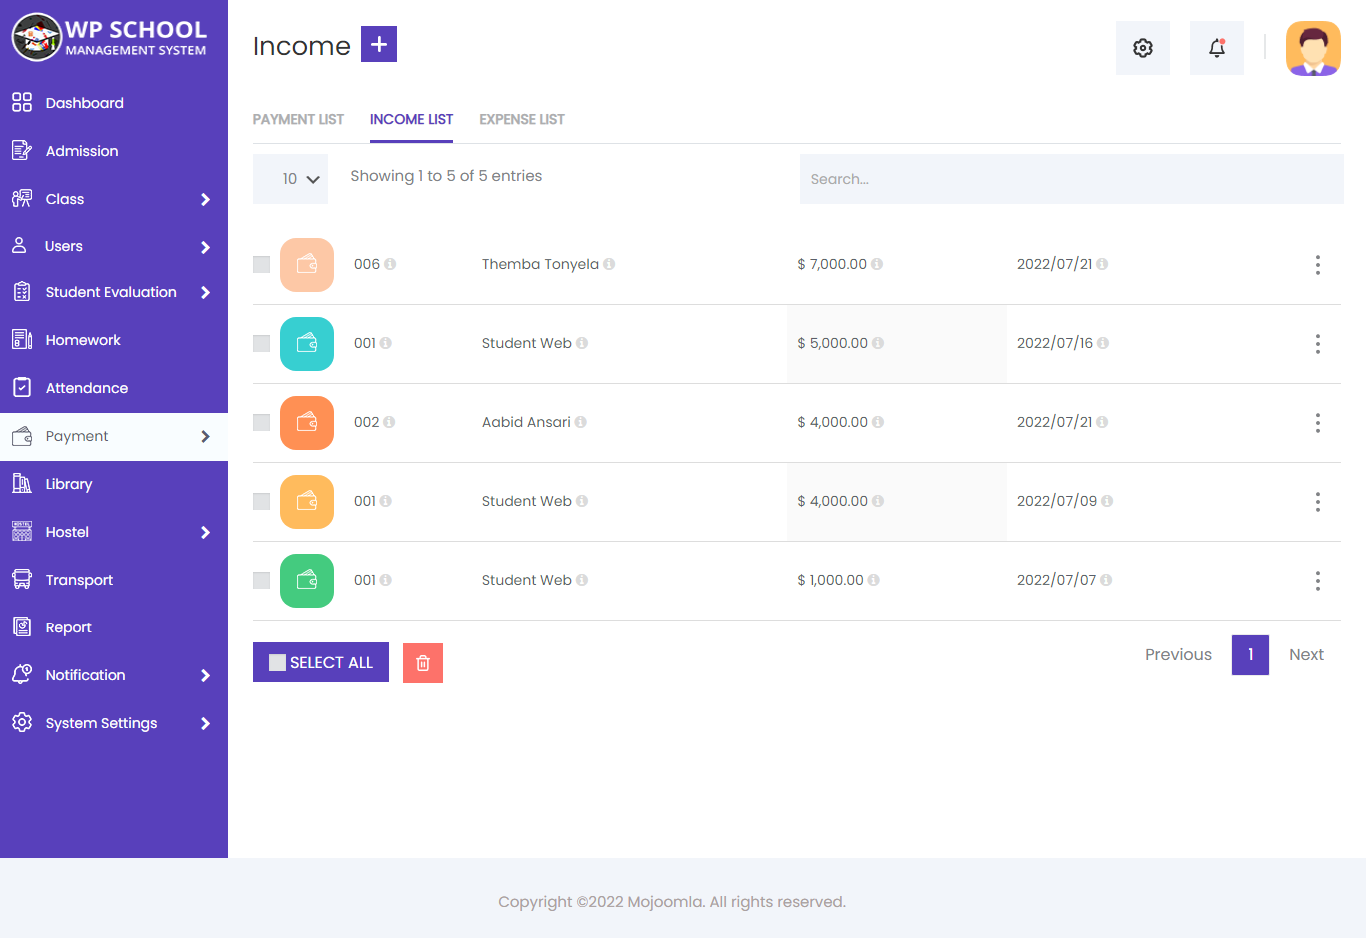 WP SCHOOL
MANAGEMENT SYSTEM
Dashboard
Admission
Class
Users
Student Evaluation
Homework
Attendance
Payment
Library
Hostel
Transport
Report
Notification
System Settings
Income +
PAYMENT LIST INCOME LIST EXPENSE LIST
10 Showing 1 to 5 of 5 entries Search...
006 Themba Tonyela $ 7,000.00 2022/07/21
001 Student Web $ 5,000.00 2022/07/16
002 Aabid Ansari $ 4,000.00 2022/07/21
001 Student Web $ 4,000.00 2022/07/09
001 Student Web $ 1,000.00 2022/07/07
SELECT ALL Previous 1 Next
Copyright ©2022 Mojoomla. All rights reserved.